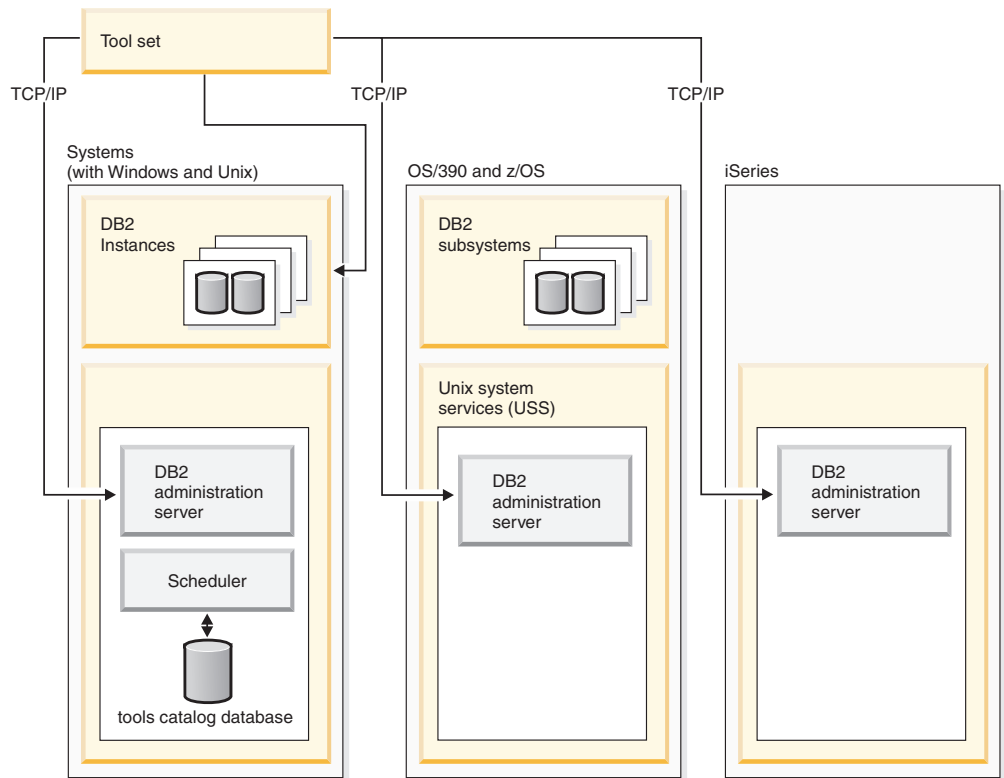 Tool set
TCP/IP
TCP/IP
TCP/IP
Systems
(with Windows and Unix)
DB2
Instances
DB2
administration
server
Scheduler
tools catalog database
OS/390 and z/OS
DB2
subsystems
Unix system
services (USS)
DB2
administration
server
iSeries
DB2
administration
server